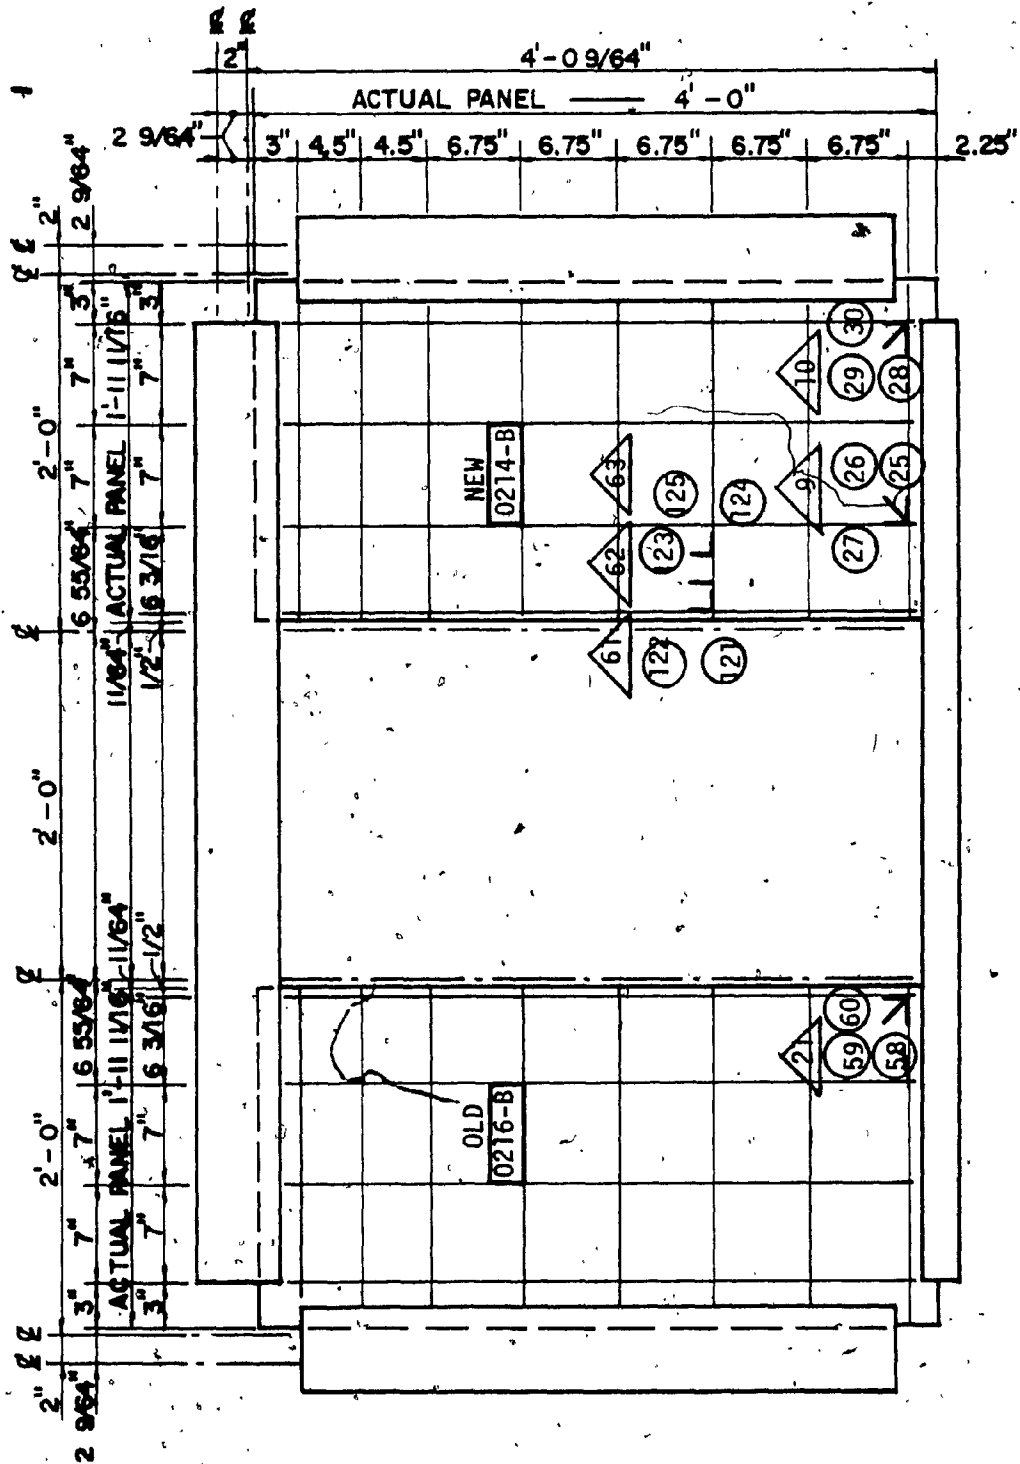 ℞ ℞
2" 4'-0 9/64"
ACTUAL PANEL 4'-0"
2 9/64" 3" 4.5" 4.5" 6.75" 6.75" 6.75" 6.75" 6.75" 2.25"
2" 2'-0" 2'-0" 2'-0" 2"
2 9/64" 3" 7" 7" 6 55/64" 6 55/64" 7" 7" 3" 2 9/64"
ACTUAL PANEL 1'-11 11/16" 11/64" 11/64" ACTUAL PANEL 1'-11 11/16"
3" 7" 7" 6 3/16" 1/2" 1/2" 6 3/16" 7" 7" 3"
NEW
0214-B
10
30
29
28
63
125
124
9
26
25
62
123
27
61
122
121
OLD
0216-B
21
60
59
58